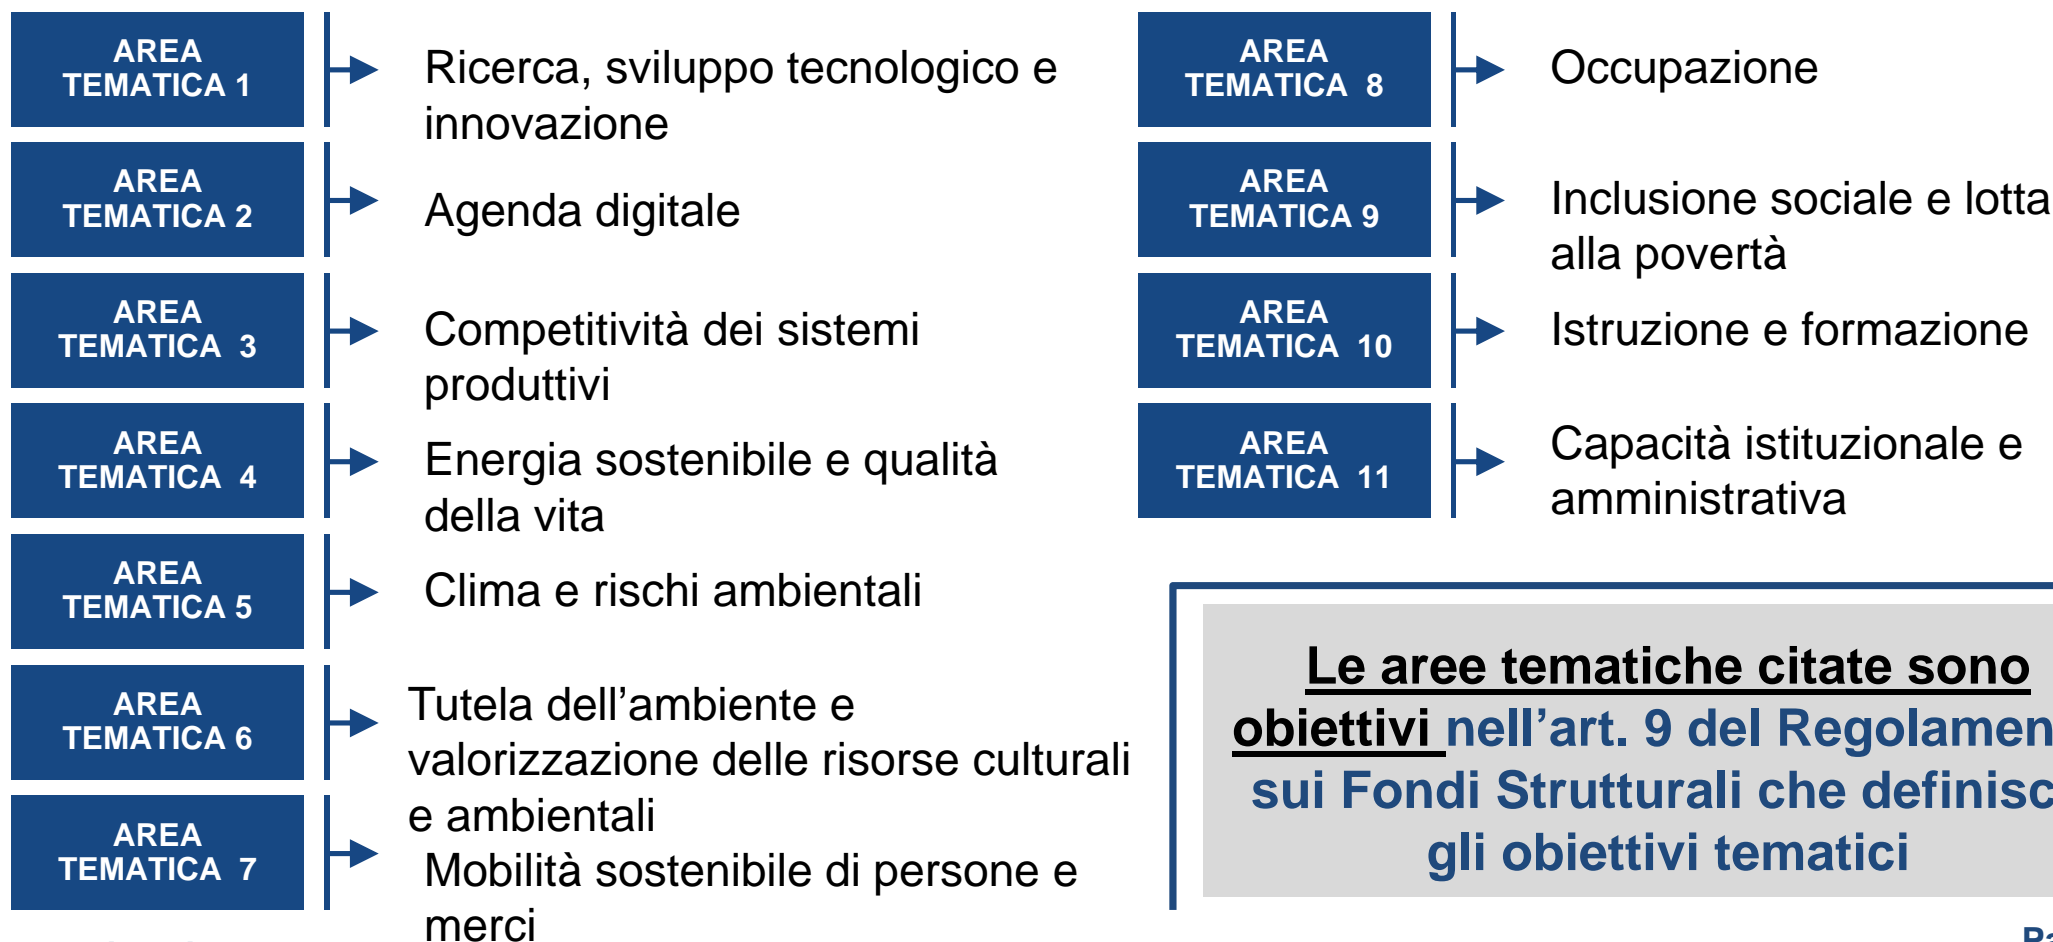 AREA
TEMATICA 1
Ricerca, sviluppo tecnologico e
innovazione
AREA
TEMATICA 2
Agenda digitale
AREA
TEMATICA 3
Competitività dei sistemi
produttivi
AREA
TEMATICA 4
Energia sostenibile e qualità
della vita
AREA
TEMATICA 5
Clima e rischi ambientali
AREA
TEMATICA 6
Tutela dell’ambiente e
valorizzazione delle risorse culturali
e ambientali
AREA
TEMATICA 7
Mobilità sostenibile di persone e
merci
AREA
TEMATICA 8
Occupazione
AREA
TEMATICA 9
Inclusione sociale e lotta
alla povertà
AREA
TEMATICA 10
Istruzione e formazione
AREA
TEMATICA 11
Capacità istituzionale e
amministrativa
Le aree tematiche citate sono
obiettivi nell’art. 9 del Regolamen
sui Fondi Strutturali che definisc
gli obiettivi tematici